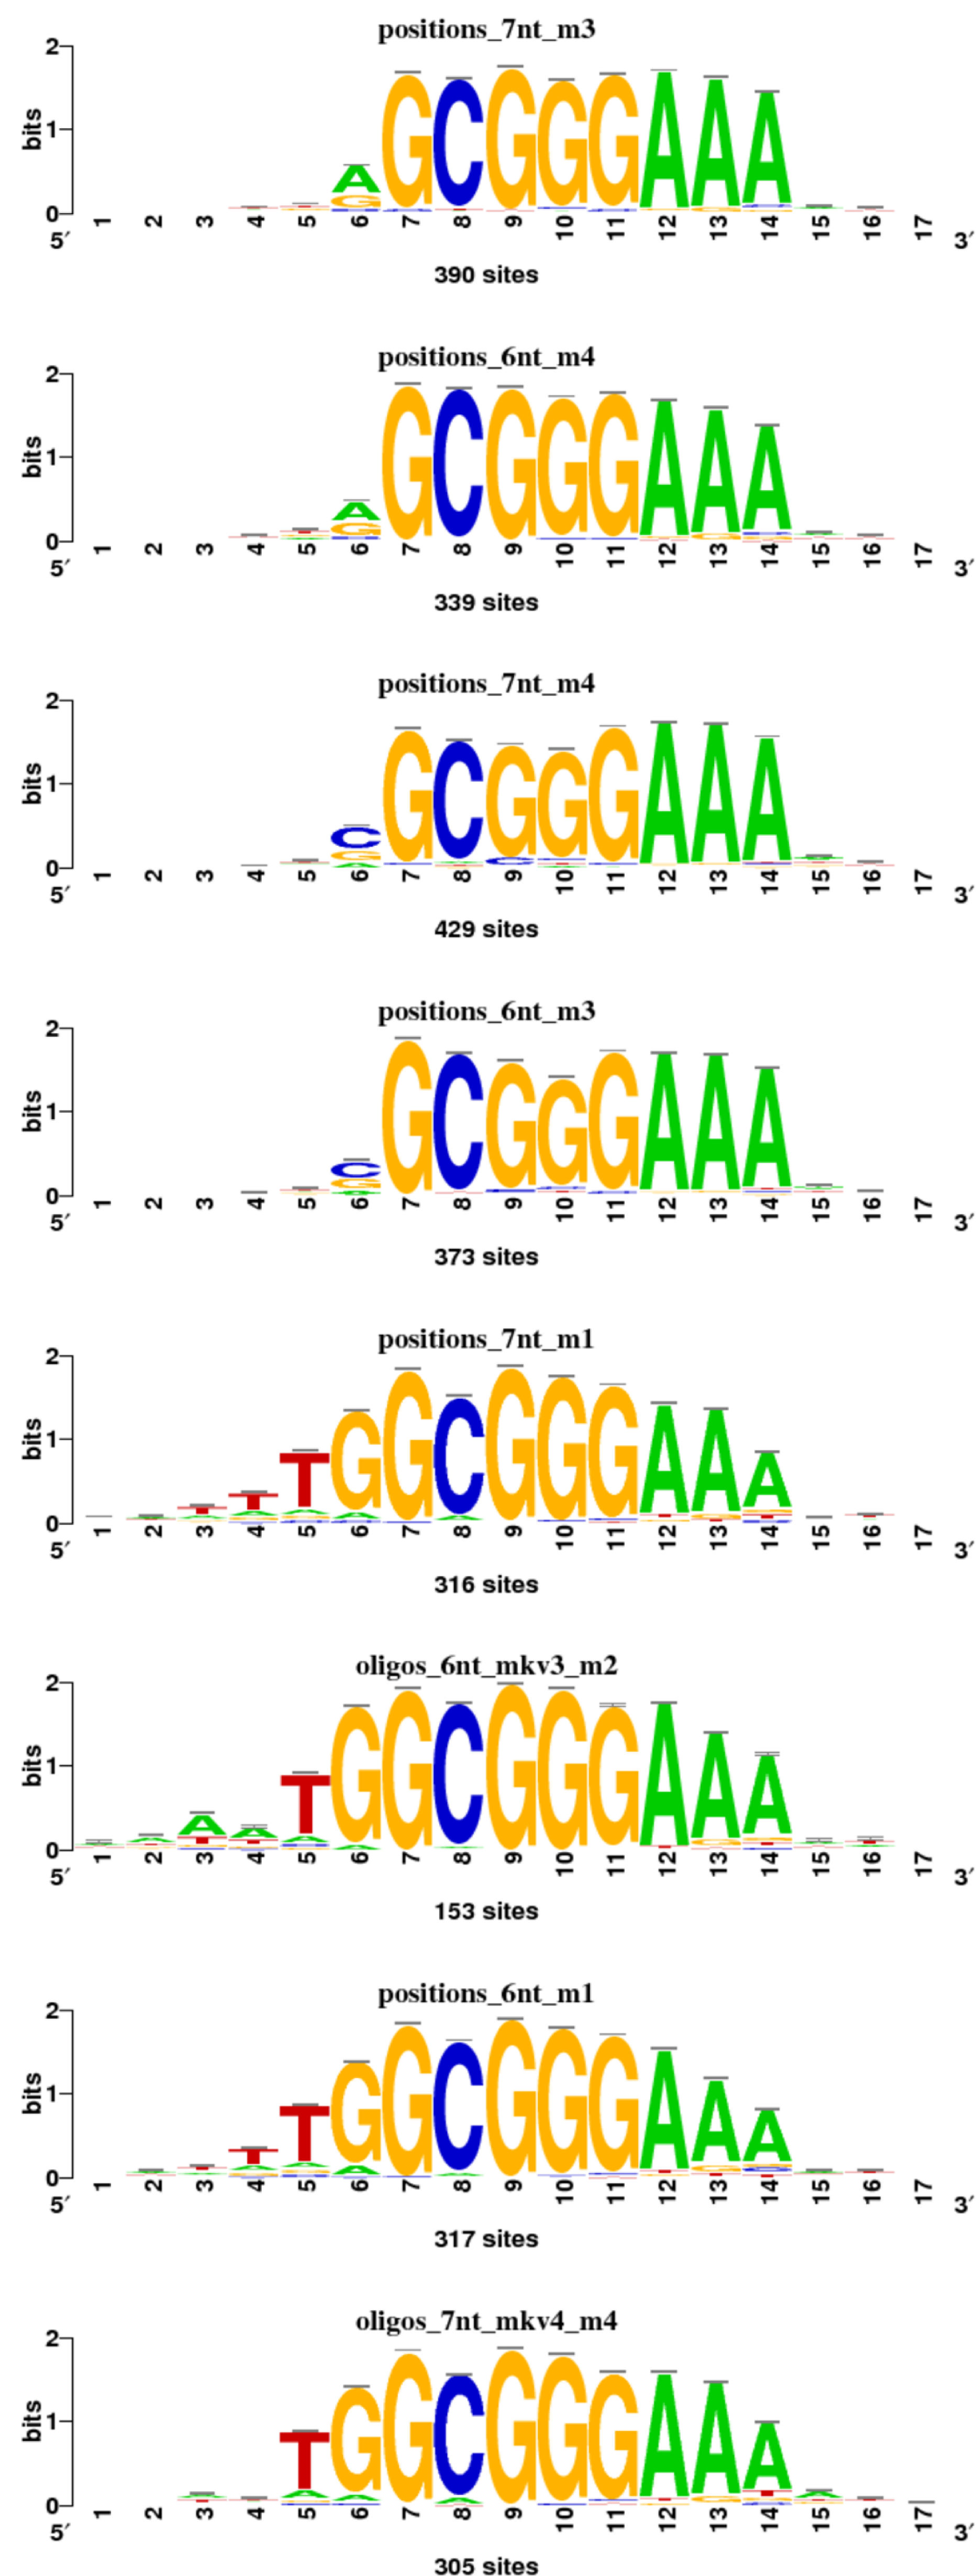 positions_7nt_m3
2
bits
1
AGCGGGAAA
G
0
1 2 3 4 5 6 7 8 9 10 11 12 13 14 15 16 17
5′ 3′
390 sites
positions_6nt_m4
2
bits
1
AGCGGGAAA
G
0
1 2 3 4 5 6 7 8 9 10 11 12 13 14 15 16 17
5′ 3′
339 sites
positions_7nt_m4
2
bits
1
CGCGGGAAA
G
0
1 2 3 4 5 6 7 8 9 10 11 12 13 14 15 16 17
5′ 3′
429 sites
positions_6nt_m3
2
bits
1
CGCGGGAAA
G
0
1 2 3 4 5 6 7 8 9 10 11 12 13 14 15 16 17
5′ 3′
373 sites
positions_7nt_m1
2
bits
1
TTTGGCGGGAAA
0
1 2 3 4 5 6 7 8 9 10 11 12 13 14 15 16 17
5′ 3′
316 sites
oligos_6nt_mkv3_m2
2
bits
1
AATGGCGGGAAA
0
1 2 3 4 5 6 7 8 9 10 11 12 13 14 15 16 17
5′ 3′
153 sites
positions_6nt_m1
2
bits
1
TTGGCGGGAAA
0
1 2 3 4 5 6 7 8 9 10 11 12 13 14 15 16 17
5′ 3′
317 sites
oligos_7nt_mkv4_m4
2
bits
1
TGGCGGGAAA
0
1 2 3 4 5 6 7 8 9 10 11 12 13 14 15 16 17
5′ 3′
305 sites